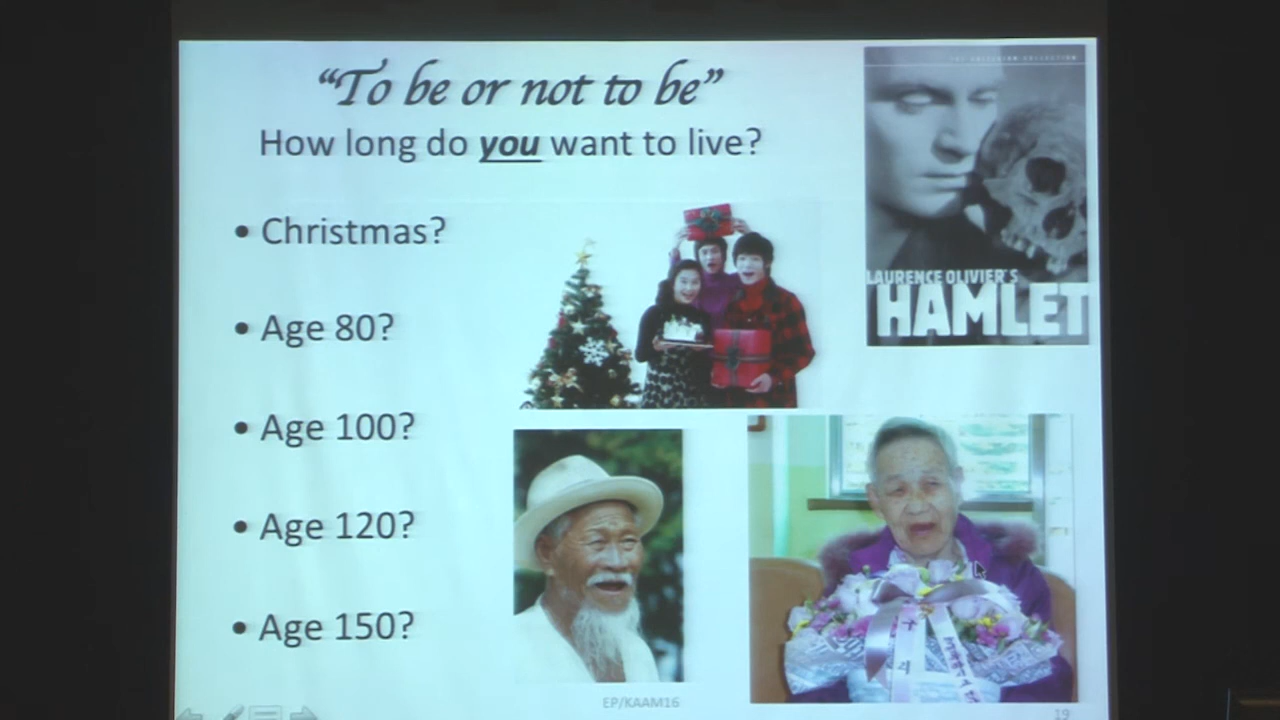 “To be or not to be”
How long do you want to live?
• Christmas?
• Age 80?
• Age 100?
• Age 120?
• Age 150?
THE CRITERION COLLECTION
LAURENCE OLIVIER'S
HAMLET
EP/KAAM16
19